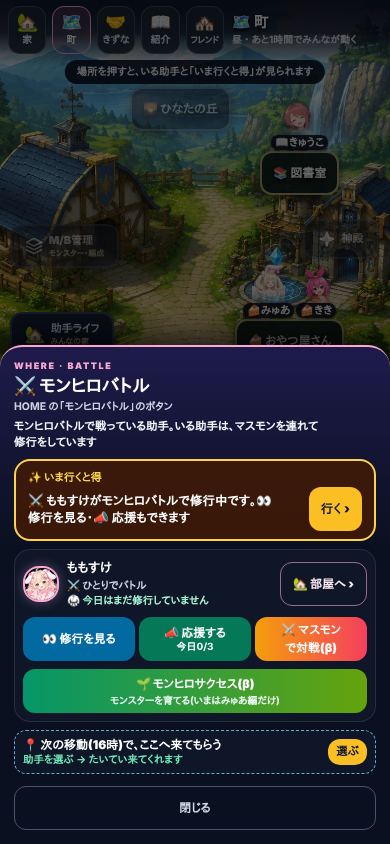 家
町
きずな
紹介
フレンド
🗺️ 町
昼・あと1時間でみんなが動く
場所を押すと、いる助手と「いま行くと得」が見られます
ひなたの丘
きゅうこ
図書室
M/B管理
モンスター・編成
神殿
みゅあ
きき
助手ライフ
みんなの家
おやつ屋さん
WHERE・BATTLE
⚔️ モンヒロバトル
HOME の「モンヒロバトル」のボタン
モンヒロバトルで戦っている助手。いる助手は、マスモンを連れて
修行をしています
✨ いま行くと得
⚔️ ももすけがモンヒロバトルで修行中です。👀
修行を見る・📣 応援もできます
行く ›
ももすけ
⚔️ ひとりでバトル
今日はまだ修行していません
🏡 部屋へ ›
👀 修行を見る
📣 応援する
今日0/3
⚔️ マスモン
で対戦(β)
🌱 モンヒロサクセス(β)
モンスターを育てる(いまはみゅあ編だけ)
📍 次の移動(16時)で、ここへ来てもらう
助手を選ぶ → たいてい来てくれます
選ぶ
閉じる